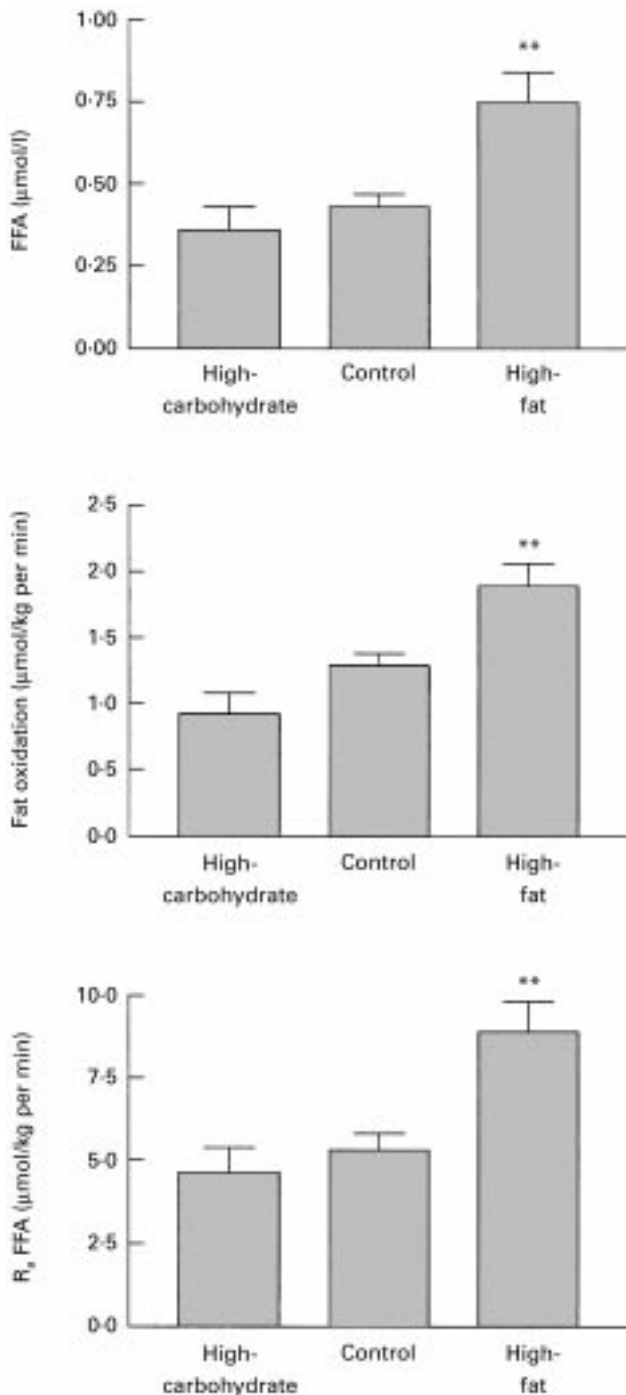 1·00
**
0·75
FFA (μmol/l)
0·50
0·25
0·00
High-
carbohydrate
Control
High-
fat
2·5
**
2·0
Fat oxidation (μmol/kg per min)
1·5
1·0
0·5
0·0
High-
carbohydrate
Control
High-
fat
10·0
**
7·5
Ra FFA (μmol/kg per min)
5·0
2·5
0·0
High-
carbohydrate
Control
High-
fat